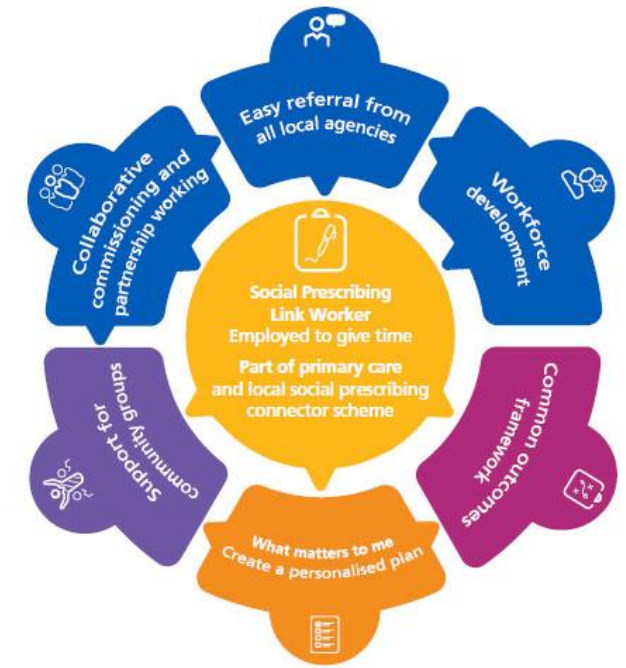 Easy referral from
all local agencies
Workforce
development
Common outcomes
framework
What matters to me
Create a personalised plan
Support for
community groups
Collaborative
commissioning and
partnership working
Social Prescribing
Link Worker
Employed to give time
Part of primary care
and local social prescribing
connector scheme